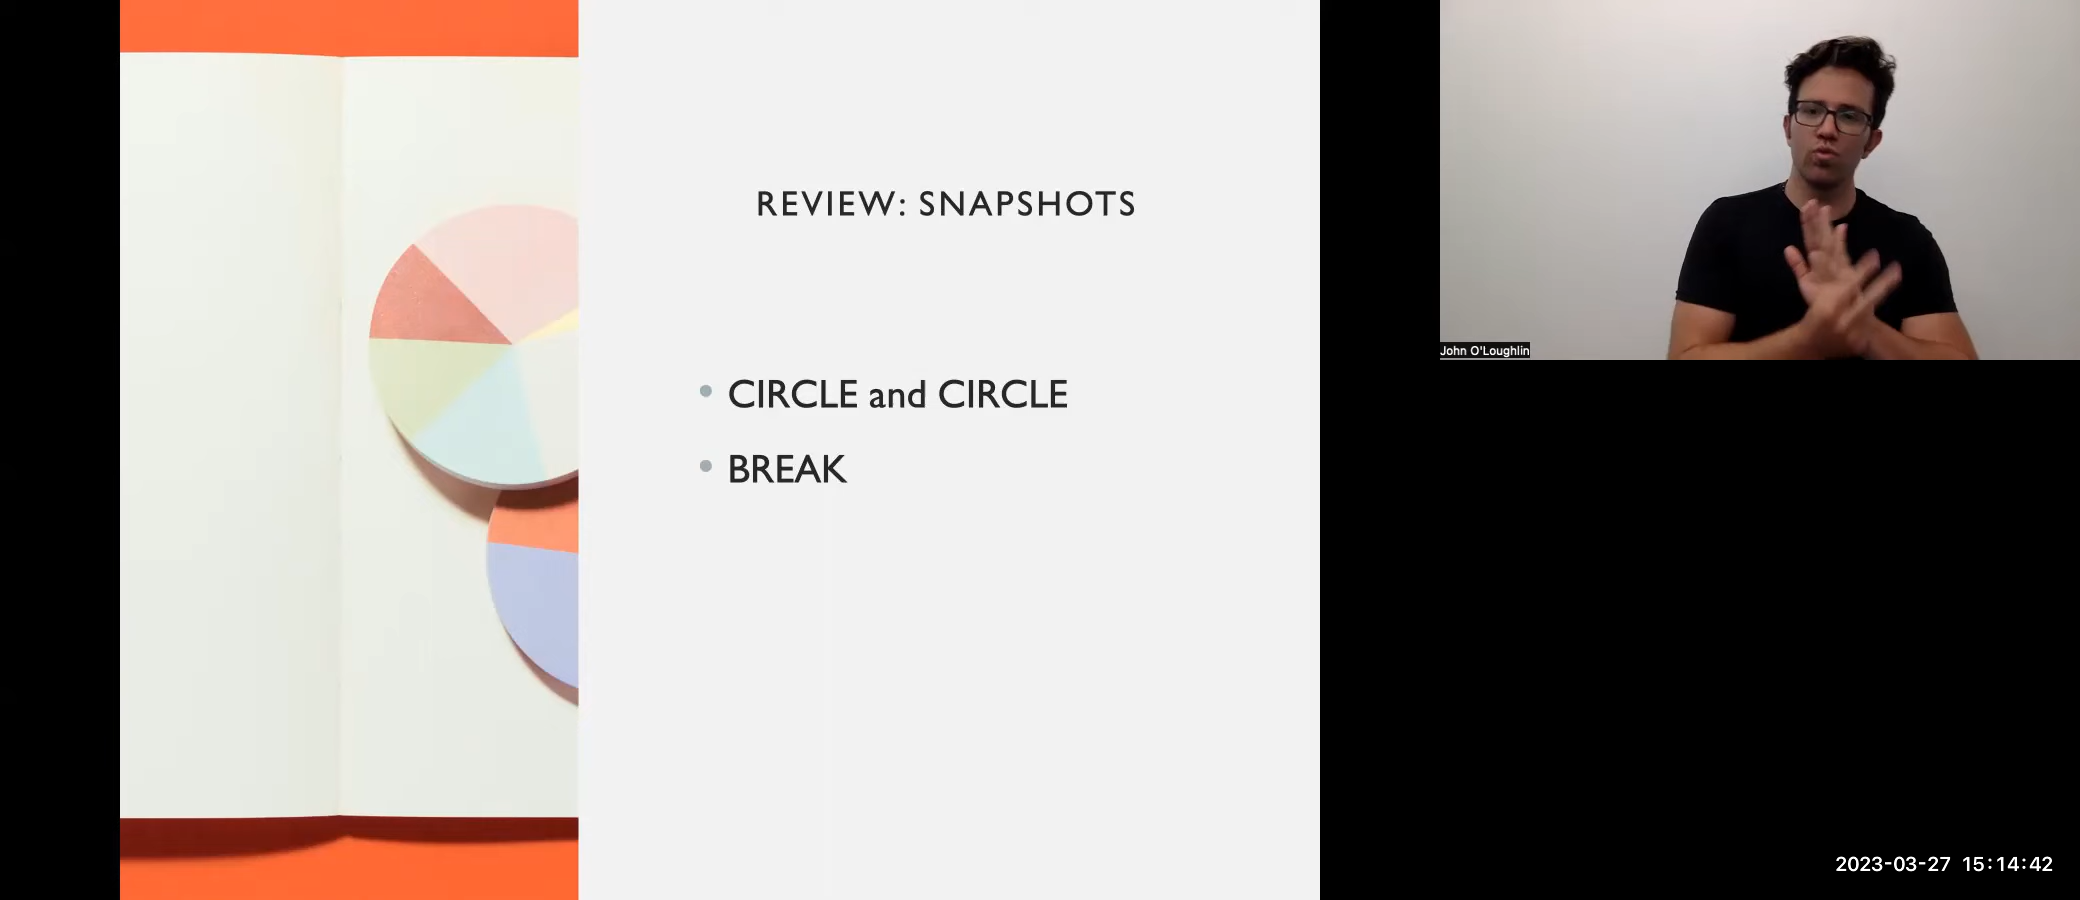 REVIEW: SNAPSHOTS
CIRCLE and CIRCLE
BREAK
John O'Loughlin
2023-03-27 15:14:42